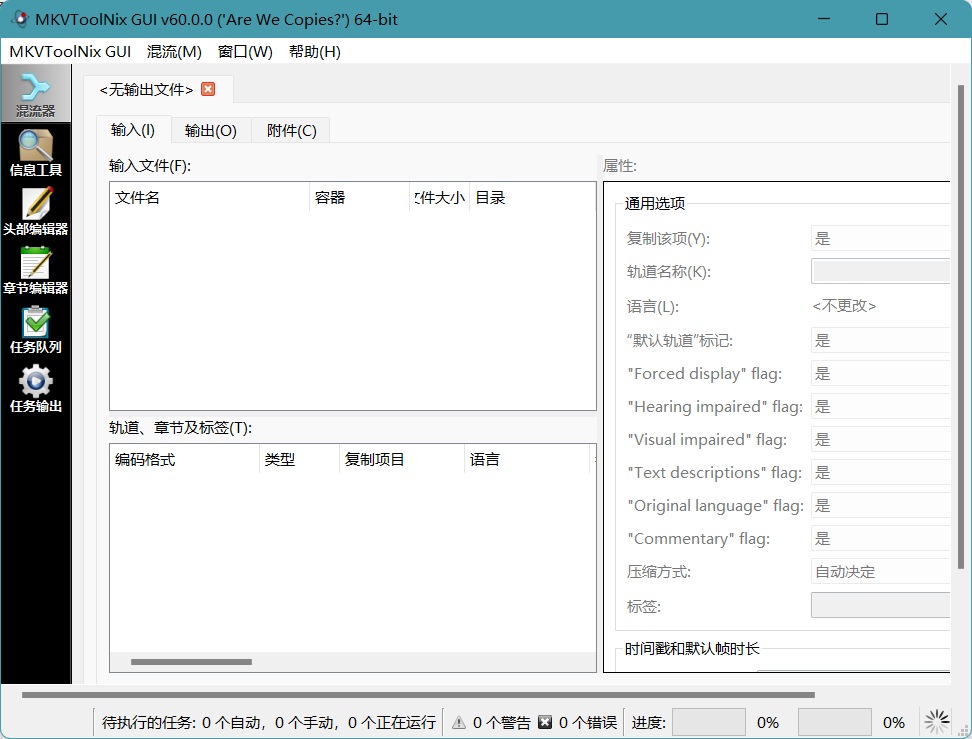 MKVToolNix GUI v60.0.0 ('Are We Copies?') 64-bit
MKVToolNix GUI 混流(M) 窗口(W) 帮助(H)
<无输出文件>
混流器
信息工具
头部编辑器
章节编辑器
任务队列
任务输出
输入(I) 输出(O) 附件(C)
输入文件(F):
文件名 容器 文件大小 目录
轨道、章节及标签(T):
编码格式 类型 复制项目 语言
属性:
通用选项
复制该项(Y): 是
轨道名称(K):
语言(L): <不更改>
“默认轨道”标记: 是
"Forced display" flag: 是
"Hearing impaired" flag: 是
"Visual impaired" flag: 是
"Text descriptions" flag: 是
"Original language" flag: 是
"Commentary" flag: 是
压缩方式: 自动决定
标签:
时间戳和默认帧时长
待执行的任务: 0 个自动，0 个手动，0 个正在运行 0 个警告 0 个错误 进度: 0% 0%